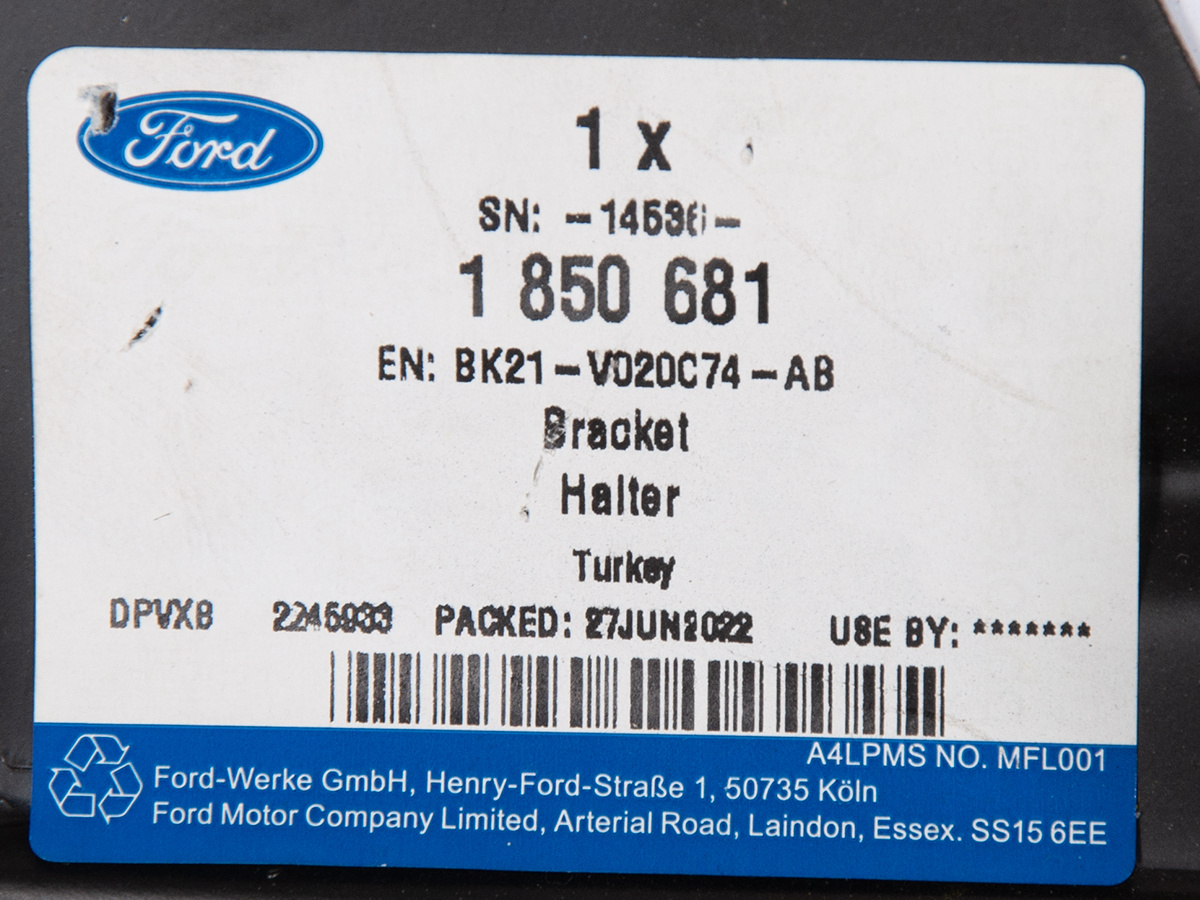 Ford
1 x
SN: -14536-
1 850 681
EN: BK21-V020C74-AB
Bracket
Halter
Turkey
DPVXB 2245933 PACKED: 27JUN2022 USE BY: *******
A4LPMS NO. MFL001
Ford-Werke GmbH, Henry-Ford-Straße 1, 50735 Köln
Ford Motor Company Limited, Arterial Road, Laindon, Essex. SS15 6EE